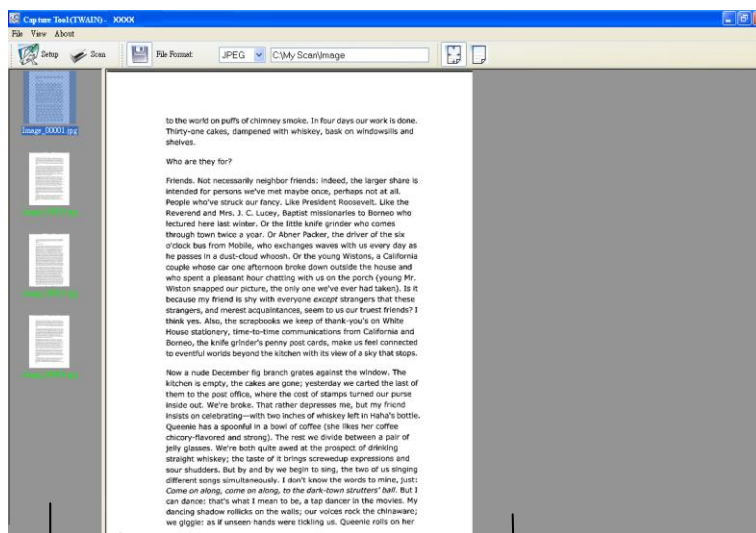 Capture Tool(TWAIN) - XXXX
File View About
Setup Scan File Format: JPEG C:\My Scan\Image
Image_00001.jpg
to the world on puffs of chimney smoke. In four days our work is done.
Thirty-one cakes, dampened with whiskey, bask on windowsills and
shelves.
Who are they for?
Friends. Not necessarily neighbor friends: indeed, the larger share is
intended for persons we've met maybe once, perhaps not at all.
People who've struck our fancy. Like President Roosevelt. Like the
Reverend and Mrs. J. C. Lucey, Baptist missionaries to Borneo who
lectured here last winter. Or the little knife grinder who comes
through town twice a year. Or Abner Packer, the driver of the six
o'clock bus from Mobile, who exchanges waves with us every day as
he passes in a dust-cloud whoosh. Or the young Wistons, a California
couple whose car one afternoon broke down outside the house and
who spent a pleasant hour chatting with us on the porch (young Mr.
Wiston snapped our picture, the only one we've ever had taken). Is it
because my friend is shy with everyone except strangers that these
strangers, and merest acquaintances, seem to us our truest friends? I
think yes. Also, the scrapbooks we keep of thank-you's on White
House stationery, time-to-time communications from California and
Borneo, the knife grinder's penny post cards, make us feel connected
to eventful worlds beyond the kitchen with its view of a sky that stops.
Now a nude December fig branch grates against the window. The
kitchen is empty, the cakes are gone; yesterday we carted the last of
them to the post office, where the cost of stamps turned our purse
inside out. We're broke. That rather depresses me, but my friend
insists on celebrating—with two inches of whiskey left in Haha's bottle.
Queenie has a spoonful in a bowl of coffee (she likes her coffee
chicory-flavored and strong). The rest we divide between a pair of
jelly glasses. We're both quite awed at the prospect of drinking
straight whiskey; the taste of it brings screwedup expressions and
sour shudders. But by and by we begin to sing, the two of us singing
different songs simultaneously. I don't know the words to mine, just:
Come on along, come on along, to the dark-town strutters' ball. But I
can dance: that's what I mean to be, a tap dancer in the movies. My
dancing shadow rollicks on the walls; our voices rock the chinaware;
we giggle: as if unseen hands were tickling us. Queenie rolls on her